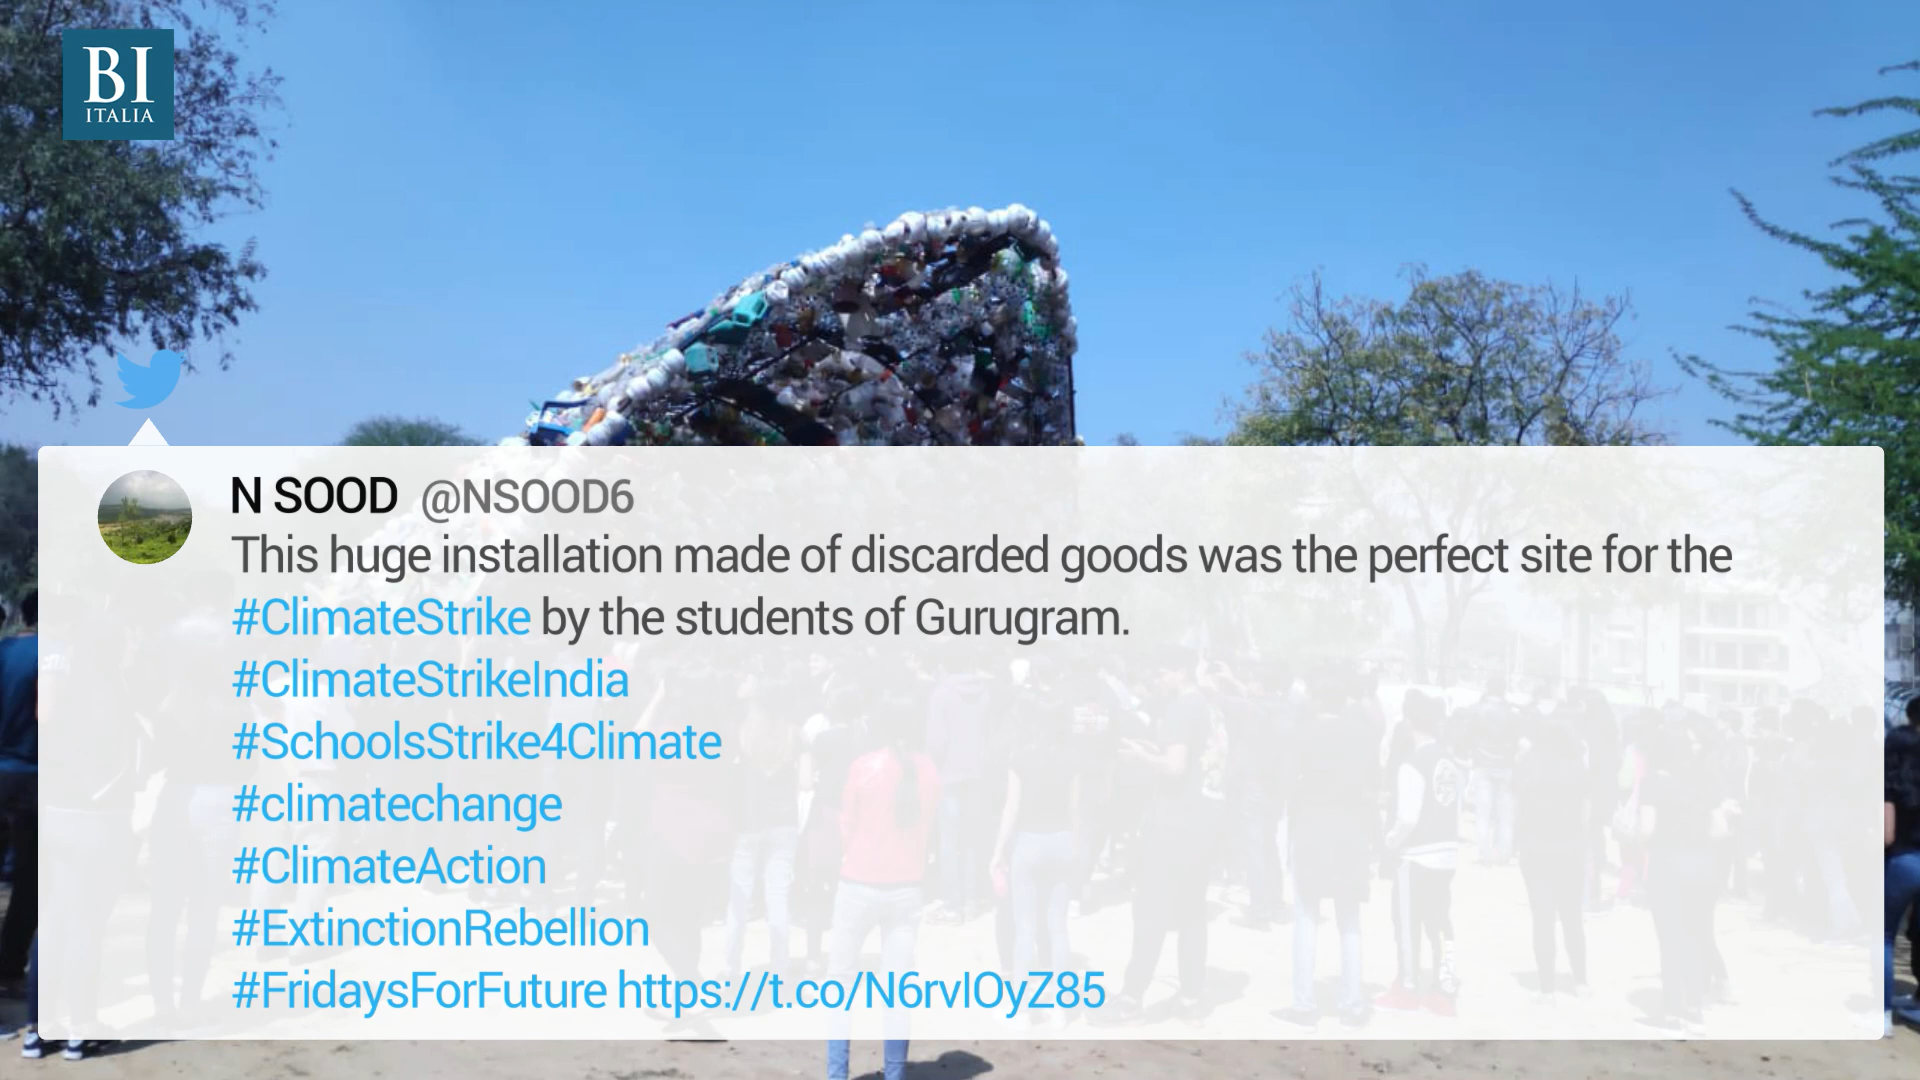 BI
ITALIA
N SOOD @NSOOD6
This huge installation made of discarded goods was the perfect site for the
#ClimateStrike by the students of Gurugram.
#ClimateStrikeIndia
#SchoolsStrike4Climate
#climatechange
#ClimateAction
#ExtinctionRebellion
#FridaysForFuture https://t.co/N6rvIOyZ85